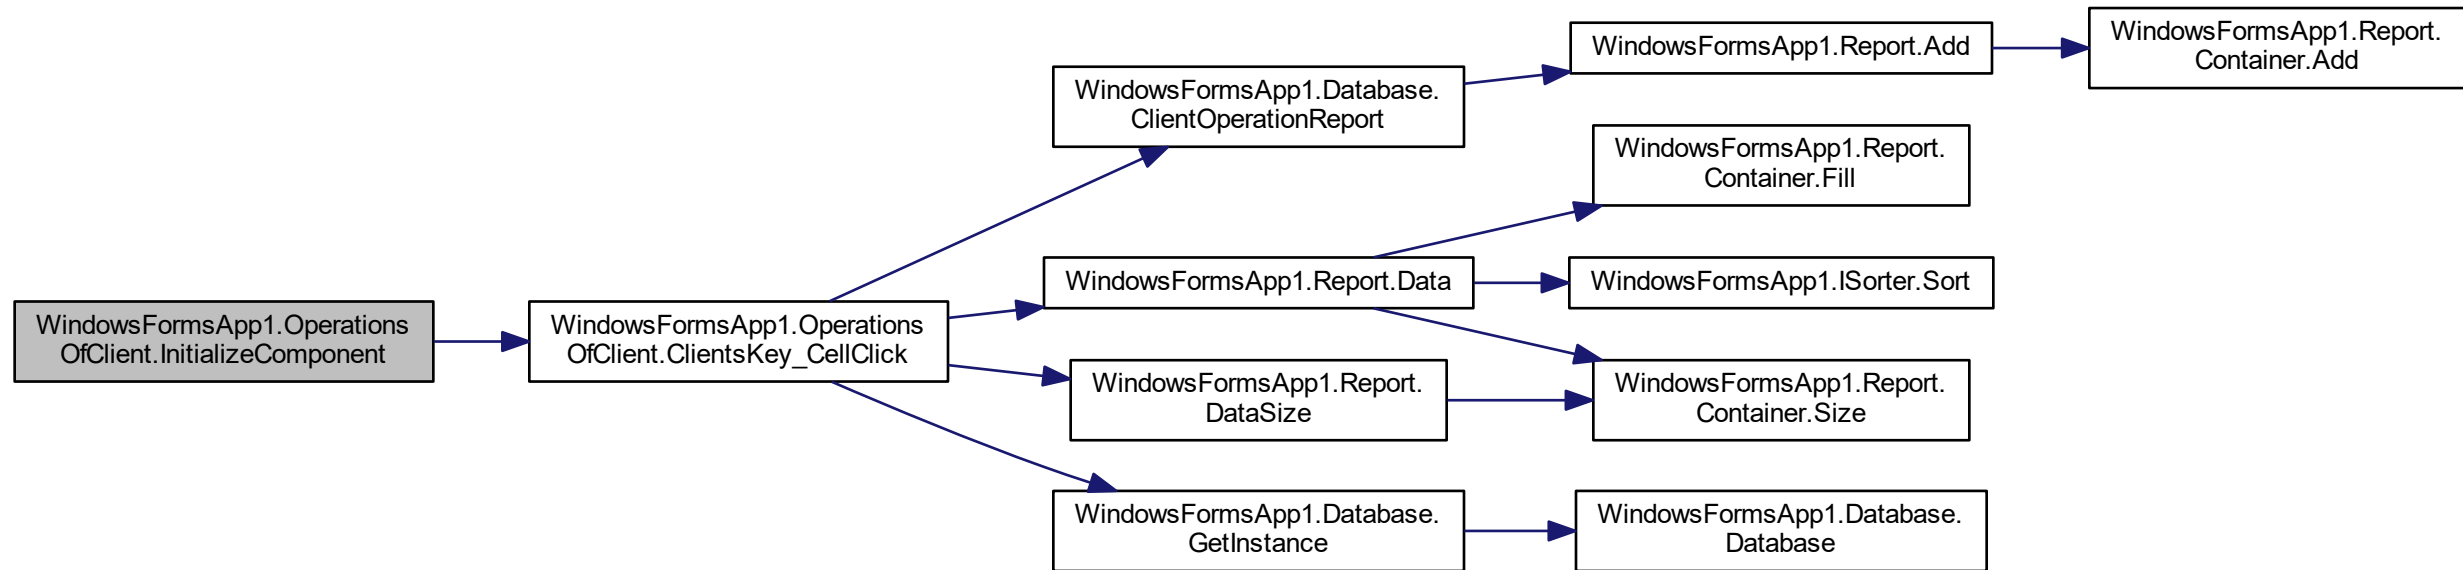 WindowsFormsApp1.Operations
OfClient.InitializeComponent
WindowsFormsApp1.Operations
OfClient.ClientsKey_CellClick
WindowsFormsApp1.Database.
ClientOperationReport
WindowsFormsApp1.Report.Data
WindowsFormsApp1.Report.
DataSize
WindowsFormsApp1.Database.
GetInstance
WindowsFormsApp1.Report.Add
WindowsFormsApp1.Report.
Container.Fill
WindowsFormsApp1.ISorter.Sort
WindowsFormsApp1.Report.
Container.Size
WindowsFormsApp1.Database.
Database
WindowsFormsApp1.Report.
Container.Add